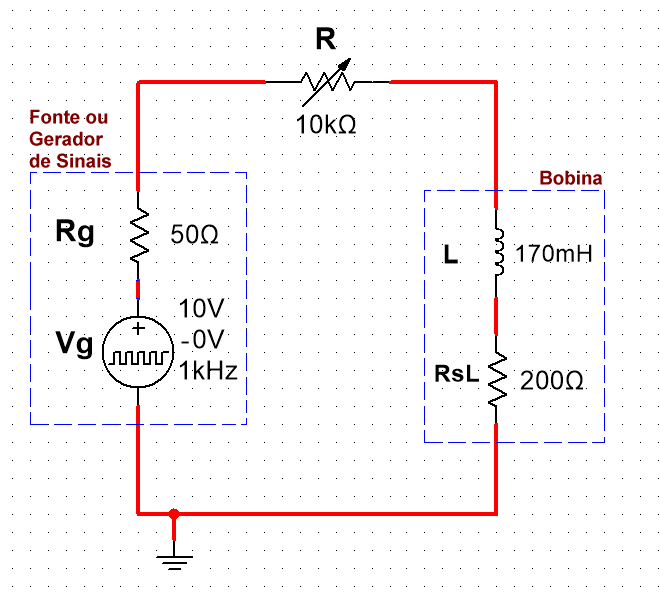 R
10kΩ
Fonte ou
Gerador
de Sinais
Bobina
Rg
50Ω
L
170mH
Vg
10V
-0V
1kHz
RsL
200Ω